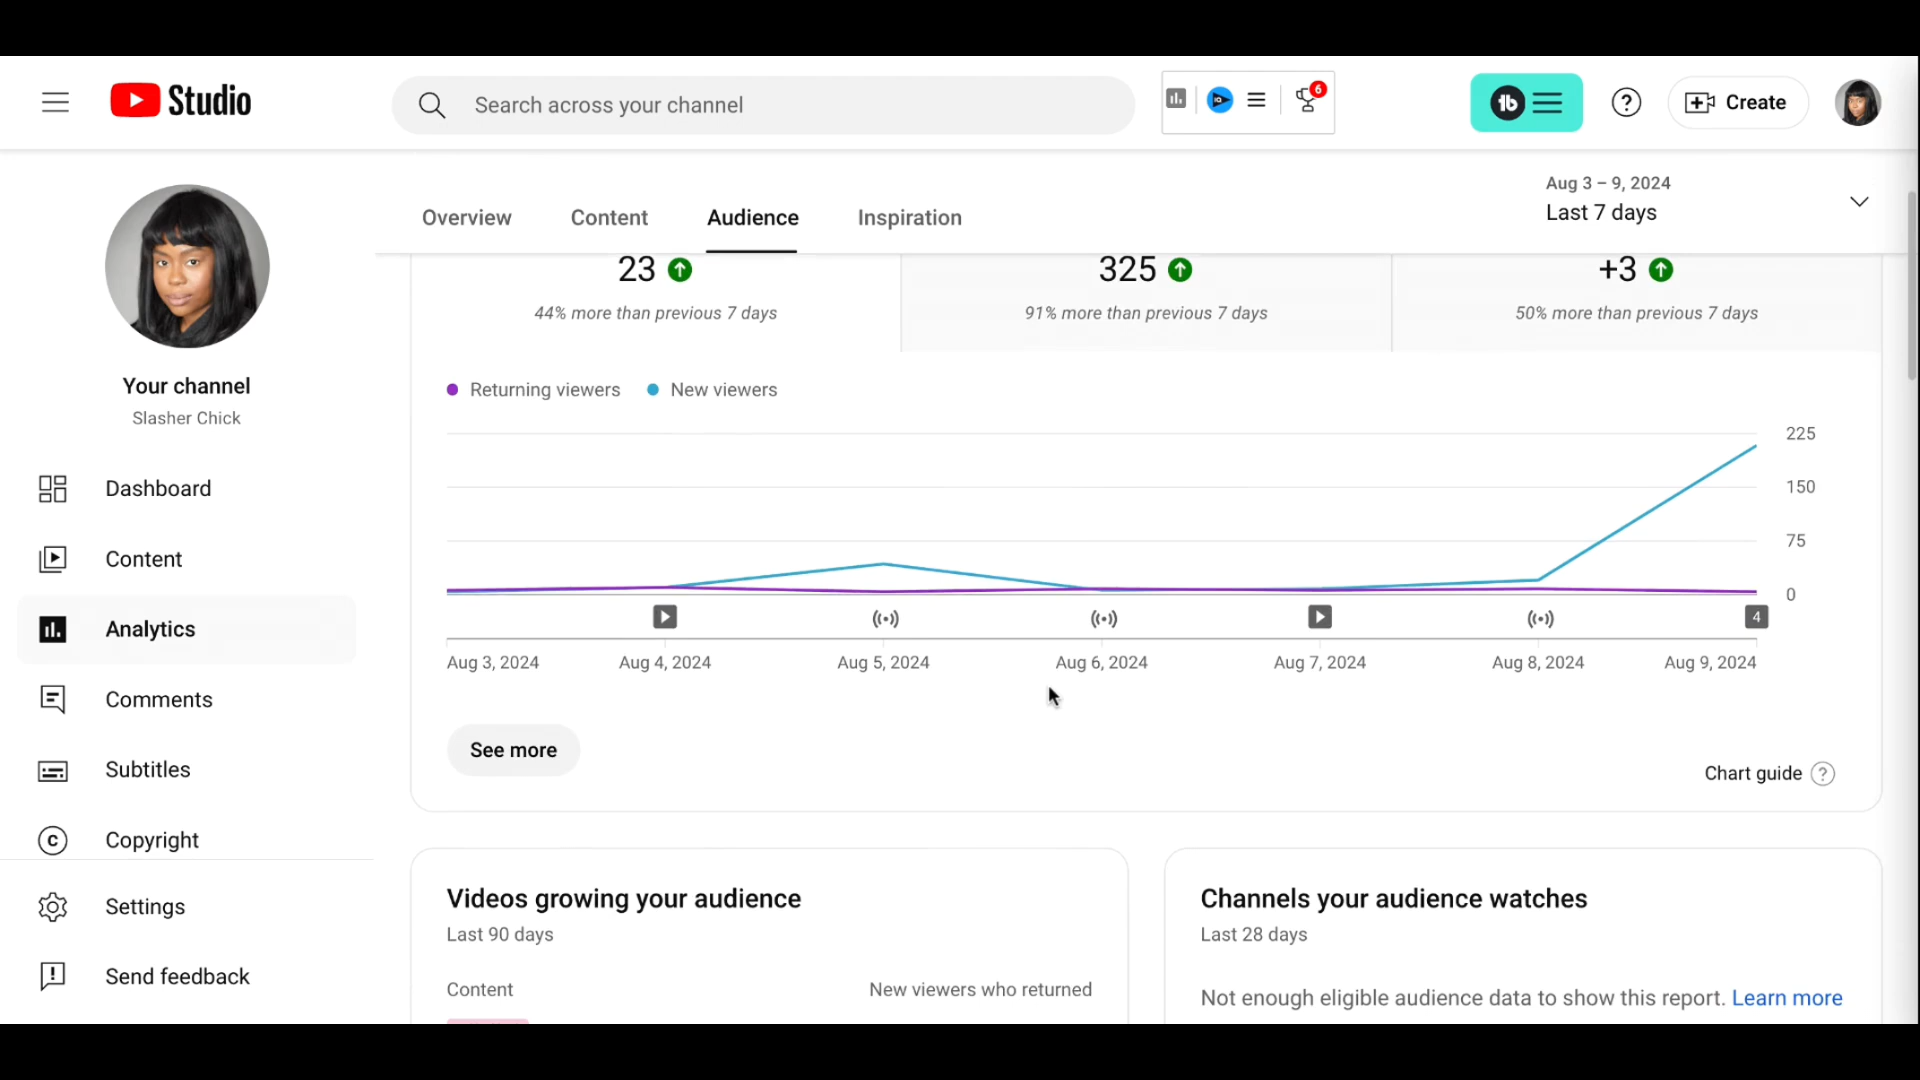 Studio
Search across your channel
6
Create
Overview
Content
Audience
Inspiration
Aug 3 – 9, 2024
Last 7 days
Your channel
Slasher Chick
Dashboard
Content
Analytics
Comments
Subtitles
Copyright
Settings
Send feedback
23
44% more than previous 7 days
325
91% more than previous 7 days
+3
50% more than previous 7 days
Returning viewers
New viewers
225
150
75
0
4
Aug 3, 2024
Aug 4, 2024
Aug 5, 2024
Aug 6, 2024
Aug 7, 2024
Aug 8, 2024
Aug 9, 2024
See more
Chart guide ?
Videos growing your audience
Last 90 days
Content
New viewers who returned
Channels your audience watches
Last 28 days
Not enough eligible audience data to show this report. Learn more